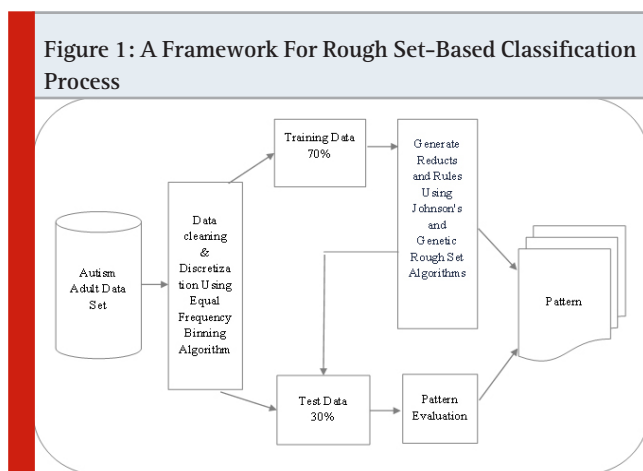 Figure 1: A Framework For Rough Set-Based Classification
Process
Autism
Adult Data
Set
Data
cleaning
&
Discretiza
tion Using
Equal
Frequency
Binning
Algorithm
Training Data
70%
Generate
Reducts
and Rules
Using
Johnson's
and
Genetic
Rough Set
Algorithms
Test Data
30%
Pattern
Evaluation
Pattern